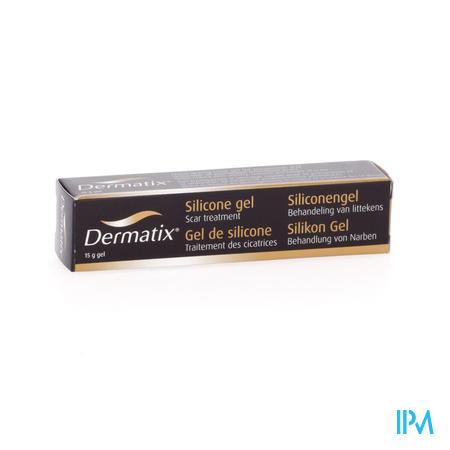 Dermatix®
Dermatix®
15 g gel
Silicone gel
Scar treatment
Gel de silicone
Traitement des cicatrices
Siliconengel
Behandeling van littekens
Silikon Gel
Behandlung von Narben
IPM